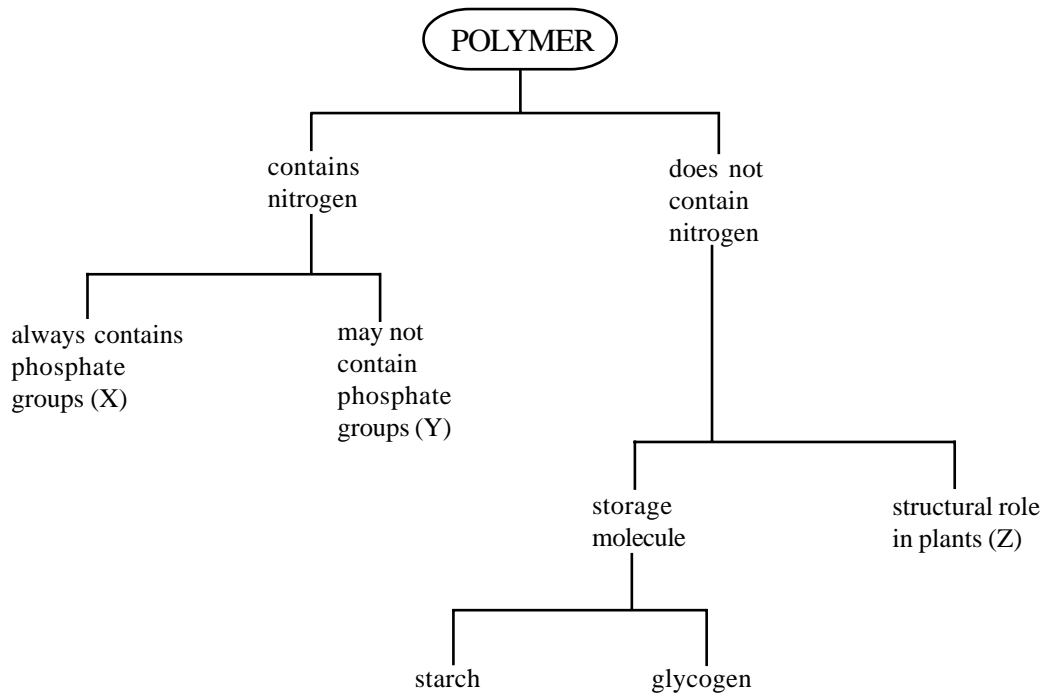 POLYMER
contains
nitrogen
does not
contain
nitrogen
always contains
phosphate
groups (X)
may not
contain
phosphate
groups (Y)
storage
molecule
structural role
in plants (Z)
starch
glycogen